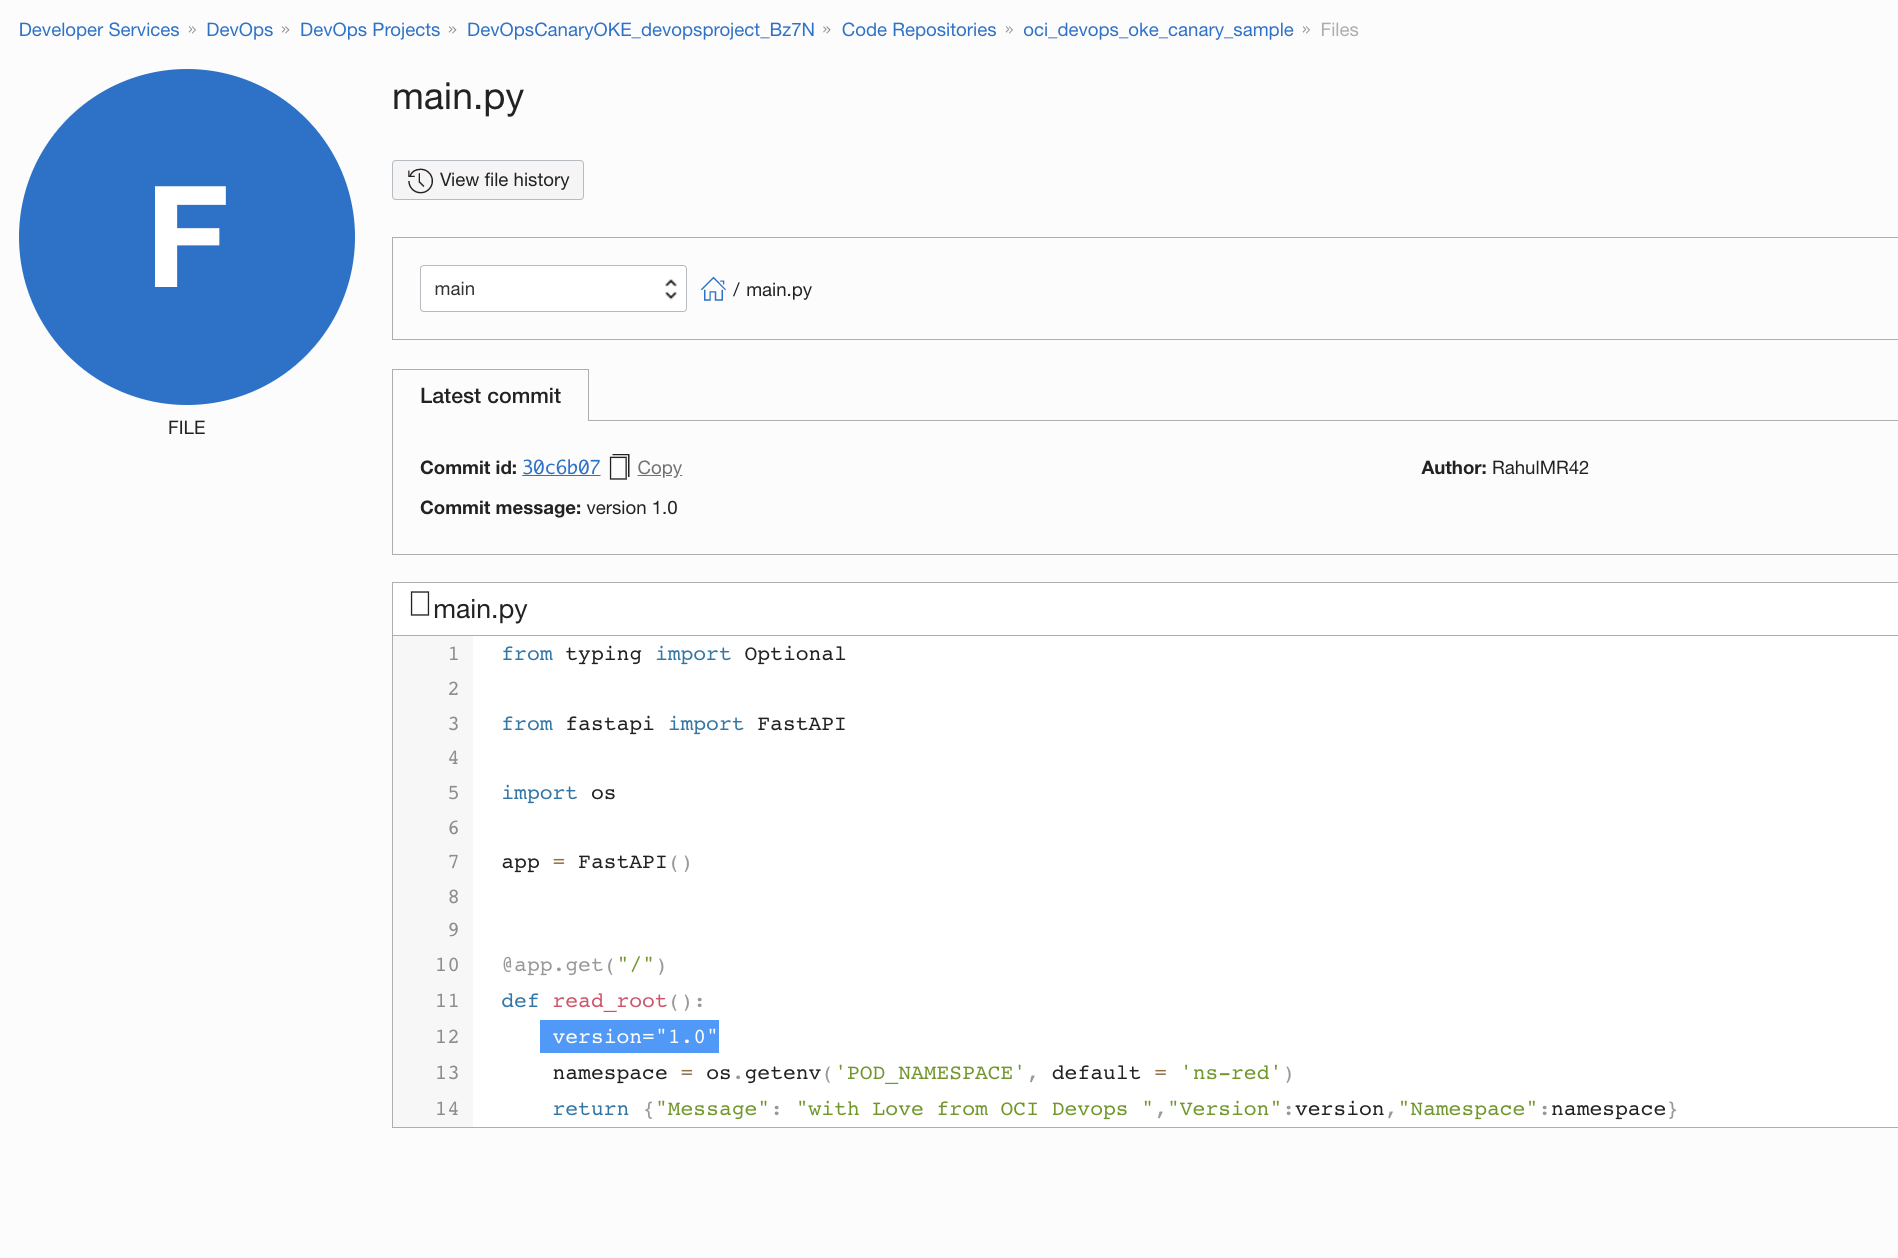 Developer Services » DevOps » DevOps Projects » DevOpsCanaryOKE_devopsproject_Bz7N » Code Repositories » oci_devops_oke_canary_sample » Files
F
FILE
main.py
View file history
main / main.py
Latest commit
Commit id: 30c6b07 Copy Author: RahulMR42
Commit message: version 1.0
main.py
1 from typing import Optional
2
3 from fastapi import FastAPI
4
5 import os
6
7 app = FastAPI()
8
9
10 @app.get("/")
11 def read_root():
12     version="1.0"
13     namespace = os.getenv('POD_NAMESPACE', default = 'ns-red')
14     return {"Message": "with Love from OCI Devops ","Version":version,"Namespace":namespace}